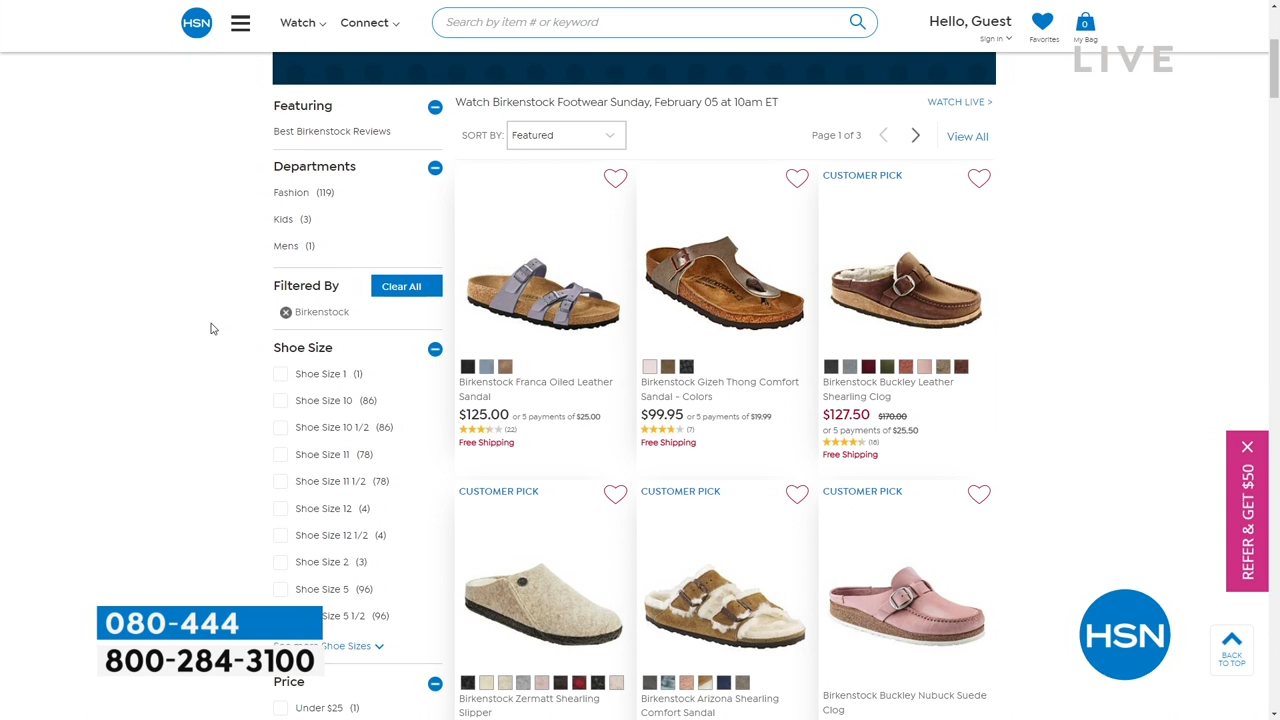 HSN
Watch
Connect
Search by item # or keyword
Hello, Guest
Sign In
Favorites
0
My Bag
LIVE
Featuring
Best Birkenstock Reviews
Departments
Fashion (119)
Kids (3)
Mens (1)
Filtered By
Clear All
Birkenstock
Shoe Size
Shoe Size 1 (1)
Shoe Size 10 (86)
Shoe Size 10 1/2 (86)
Shoe Size 11 (78)
Shoe Size 11 1/2 (78)
Shoe Size 12 (4)
Shoe Size 12 1/2 (4)
Shoe Size 2 (3)
Shoe Size 5 (96)
Size 5 1/2 (96)
Shoe Sizes
Price
Under $25 (1)
080-444
800-284-3100
Watch Birkenstock Footwear Sunday, February 05 at 10am ET
WATCH LIVE >
SORT BY: Featured
Page 1 of 3
View All
Birkenstock Franca Oiled Leather
Sandal
$125.00 or 5 payments of $25.00
(22)
Free Shipping
Birkenstock Gizeh Thong Comfort
Sandal - Colors
$99.95 or 5 payments of $19.99
(7)
Free Shipping
CUSTOMER PICK
Birkenstock Buckley Leather
Shearling Clog
$127.50 $170.00
or 5 payments of $25.50
(18)
Free Shipping
CUSTOMER PICK
Birkenstock Zermatt Shearling
Slipper
CUSTOMER PICK
Birkenstock Arizona Shearling
Comfort Sandal
CUSTOMER PICK
Birkenstock Buckley Nubuck Suede
Clog
REFER & GET $50
HSN
BACK
TO TOP